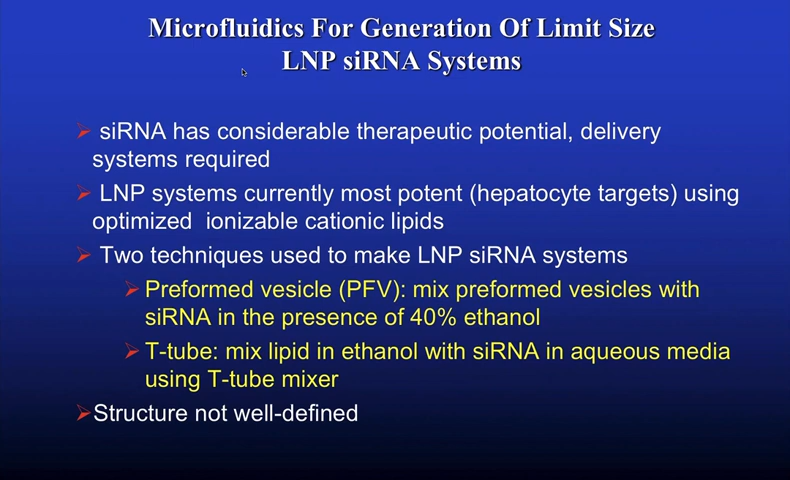 Microfluidics For Generation Of Limit Size
LNP siRNA Systems
siRNA has considerable therapeutic potential, delivery
systems required
LNP systems currently most potent (hepatocyte targets) using
optimized ionizable cationic lipids
Two techniques used to make LNP siRNA systems
Preformed vesicle (PFV): mix preformed vesicles with
siRNA in the presence of 40% ethanol
T-tube: mix lipid in ethanol with siRNA in aqueous media
using T-tube mixer
Structure not well-defined